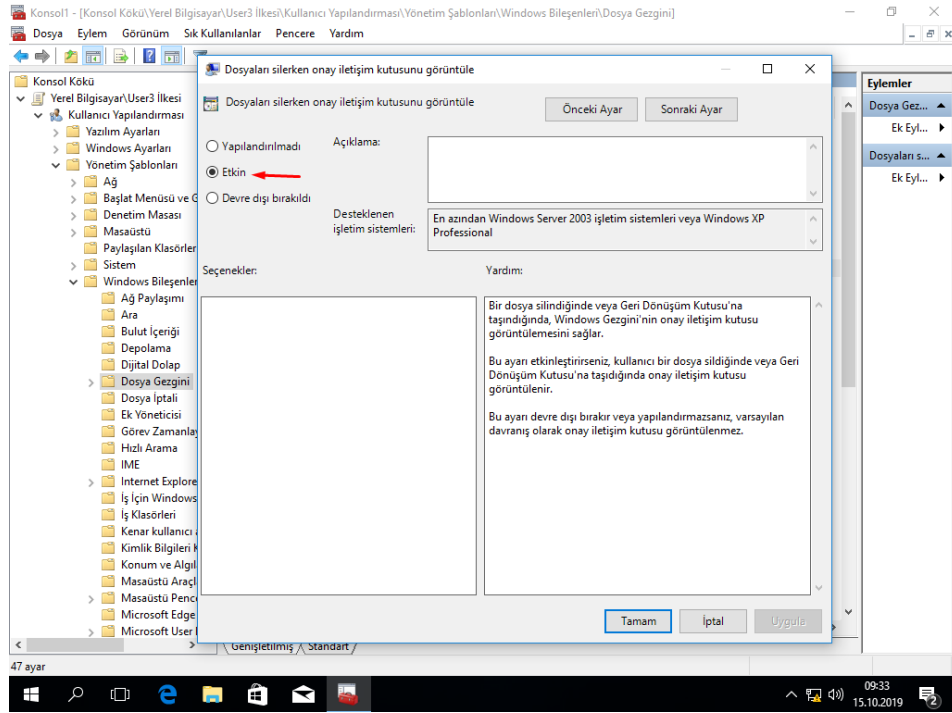 Konsol1 - [Konsol Kökü\Yerel Bilgisayar\User3 İlkesi\Kullanıcı Yapılandırması\Yönetim Şablonları\Windows Bileşenleri\Dosya Gezgini]
Dosya Eylem Görünüm Sık Kullanılanlar Pencere Yardım
Konsol Kökü
Yerel Bilgisayar\User3 İlkesi
Kullanıcı Yapılandırması
Yazılım Ayarları
Windows Ayarları
Yönetim Şablonları
Ağ
Başlat Menüsü ve G
Denetim Masası
Masaüstü
Paylaşılan Klasörler
Sistem
Windows Bileşenler
Ağ Paylaşımı
Ara
Bulut İçeriği
Depolama
Dijital Dolap
Dosya Gezgini
Dosya İptali
Ek Yöneticisi
Görev Zamanlay
Hızlı Arama
IME
Internet Explore
İş İçin Windows
İş Klasörleri
Kenar kullanıcı
Kimlik Bilgileri K
Konum ve Algıl
Masaüstü Araçl
Masaüstü Penc
Microsoft Edge
Microsoft User
Dosyaları silerken onay iletişim kutusunu görüntüle
Dosyaları silerken onay iletişim kutusunu görüntüle
Önceki Ayar
Sonraki Ayar
Yapılandırılmadı
Etkin
Devre dışı bırakıldı
Açıklama:
Desteklenen
işletim sistemleri:
En azından Windows Server 2003 işletim sistemleri veya Windows XP
Professional
Seçenekler:
Yardım:
Bir dosya silindiğinde veya Geri Dönüşüm Kutusu'na
taşındığında, Windows Gezgini'nin onay iletişim kutusu
görüntülemesini sağlar.
Bu ayarı etkinleştirirseniz, kullanıcı bir dosya sildiğinde veya Geri
Dönüşüm Kutusu'na taşıdığında onay iletişim kutusu
görüntülenir.
Bu ayarı devre dışı bırakır veya yapılandırmazsanız, varsayılan
davranış olarak onay iletişim kutusu görüntülenmez.
Tamam
İptal
Uygula
Genişletilmiş
Standart
Eylemler
Dosya Gez...
Ek Eyl...
Dosyaları s...
Ek Eyl...
47 ayar
09:33
15.10.2019
2